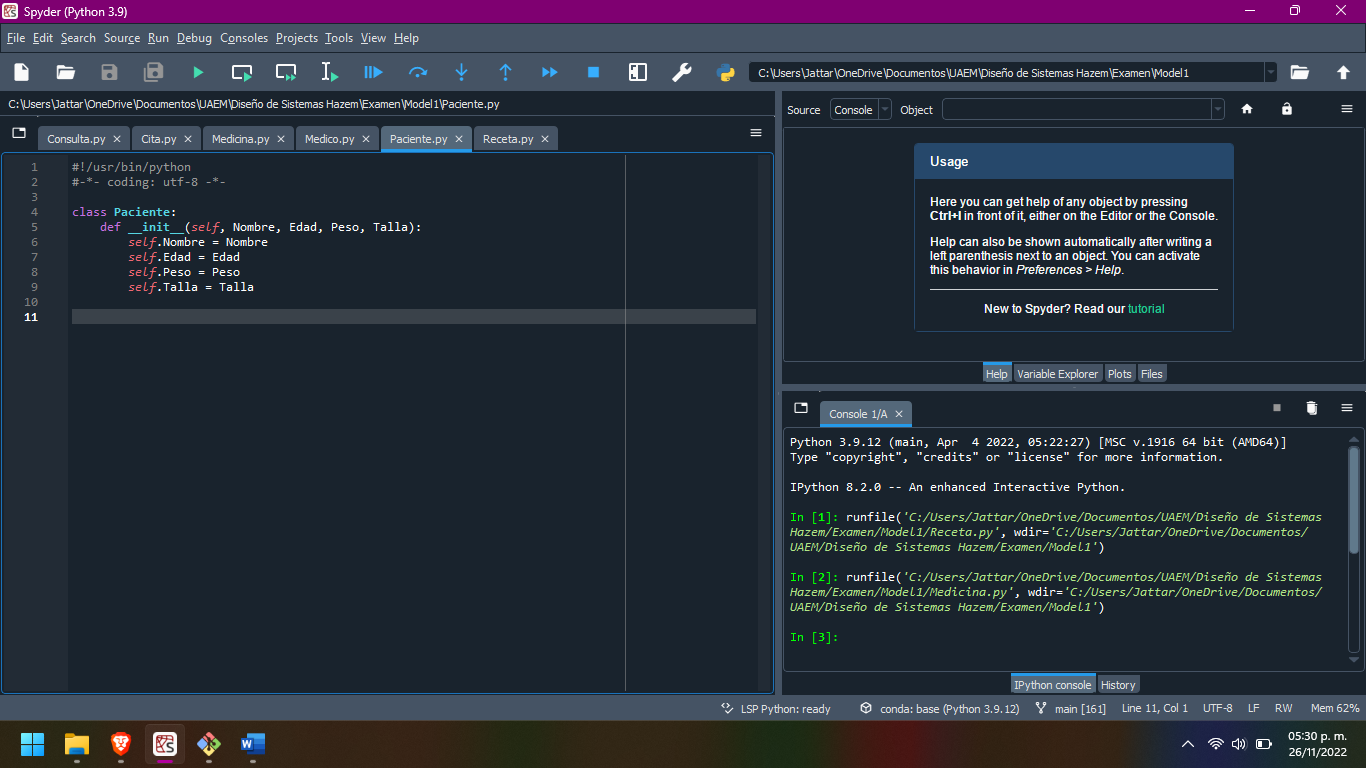 Spyder (Python 3.9)
File Edit Search Source Run Debug Consoles Projects Tools View Help
C:\Users\Jattar\OneDrive\Documentos\UAEM\Diseño de Sistemas Hazem\Examen\Model1
C:\Users\Jattar\OneDrive\Documentos\UAEM\Diseño de Sistemas Hazem\Examen\Model1\Paciente.py
Consulta.py Cita.py Medicina.py Medico.py Paciente.py Receta.py
1 #!/usr/bin/python
2 #-*- coding: utf-8 -*-
3
4 class Paciente:
5 def __init__(self, Nombre, Edad, Peso, Talla):
6 self.Nombre = Nombre
7 self.Edad = Edad
8 self.Peso = Peso
9 self.Talla = Talla
10
11
Source Console Object
Usage
Here you can get help of any object by pressing
Ctrl+I in front of it, either on the Editor or the Console.
Help can also be shown automatically after writing a
left parenthesis next to an object. You can activate
this behavior in Preferences > Help.
New to Spyder? Read our tutorial
Help Variable Explorer Plots Files
Console 1/A
Python 3.9.12 (main, Apr  4 2022, 05:22:27) [MSC v.1916 64 bit (AMD64)]
Type "copyright", "credits" or "license" for more information.
IPython 8.2.0 -- An enhanced Interactive Python.
In [1]: runfile('C:/Users/Jattar/OneDrive/Documentos/UAEM/Diseño de Sistemas
Hazem/Examen/Model1/Receta.py', wdir='C:/Users/Jattar/OneDrive/Documentos/
UAEM/Diseño de Sistemas Hazem/Examen/Model1')
In [2]: runfile('C:/Users/Jattar/OneDrive/Documentos/UAEM/Diseño de Sistemas
Hazem/Examen/Model1/Medicina.py', wdir='C:/Users/Jattar/OneDrive/Documentos/
UAEM/Diseño de Sistemas Hazem/Examen/Model1')
In [3]:
IPython console History
LSP Python: ready conda: base (Python 3.9.12) main [161] Line 11, Col 1 UTF-8 LF RW Mem 62%
05:30 p. m.
26/11/2022